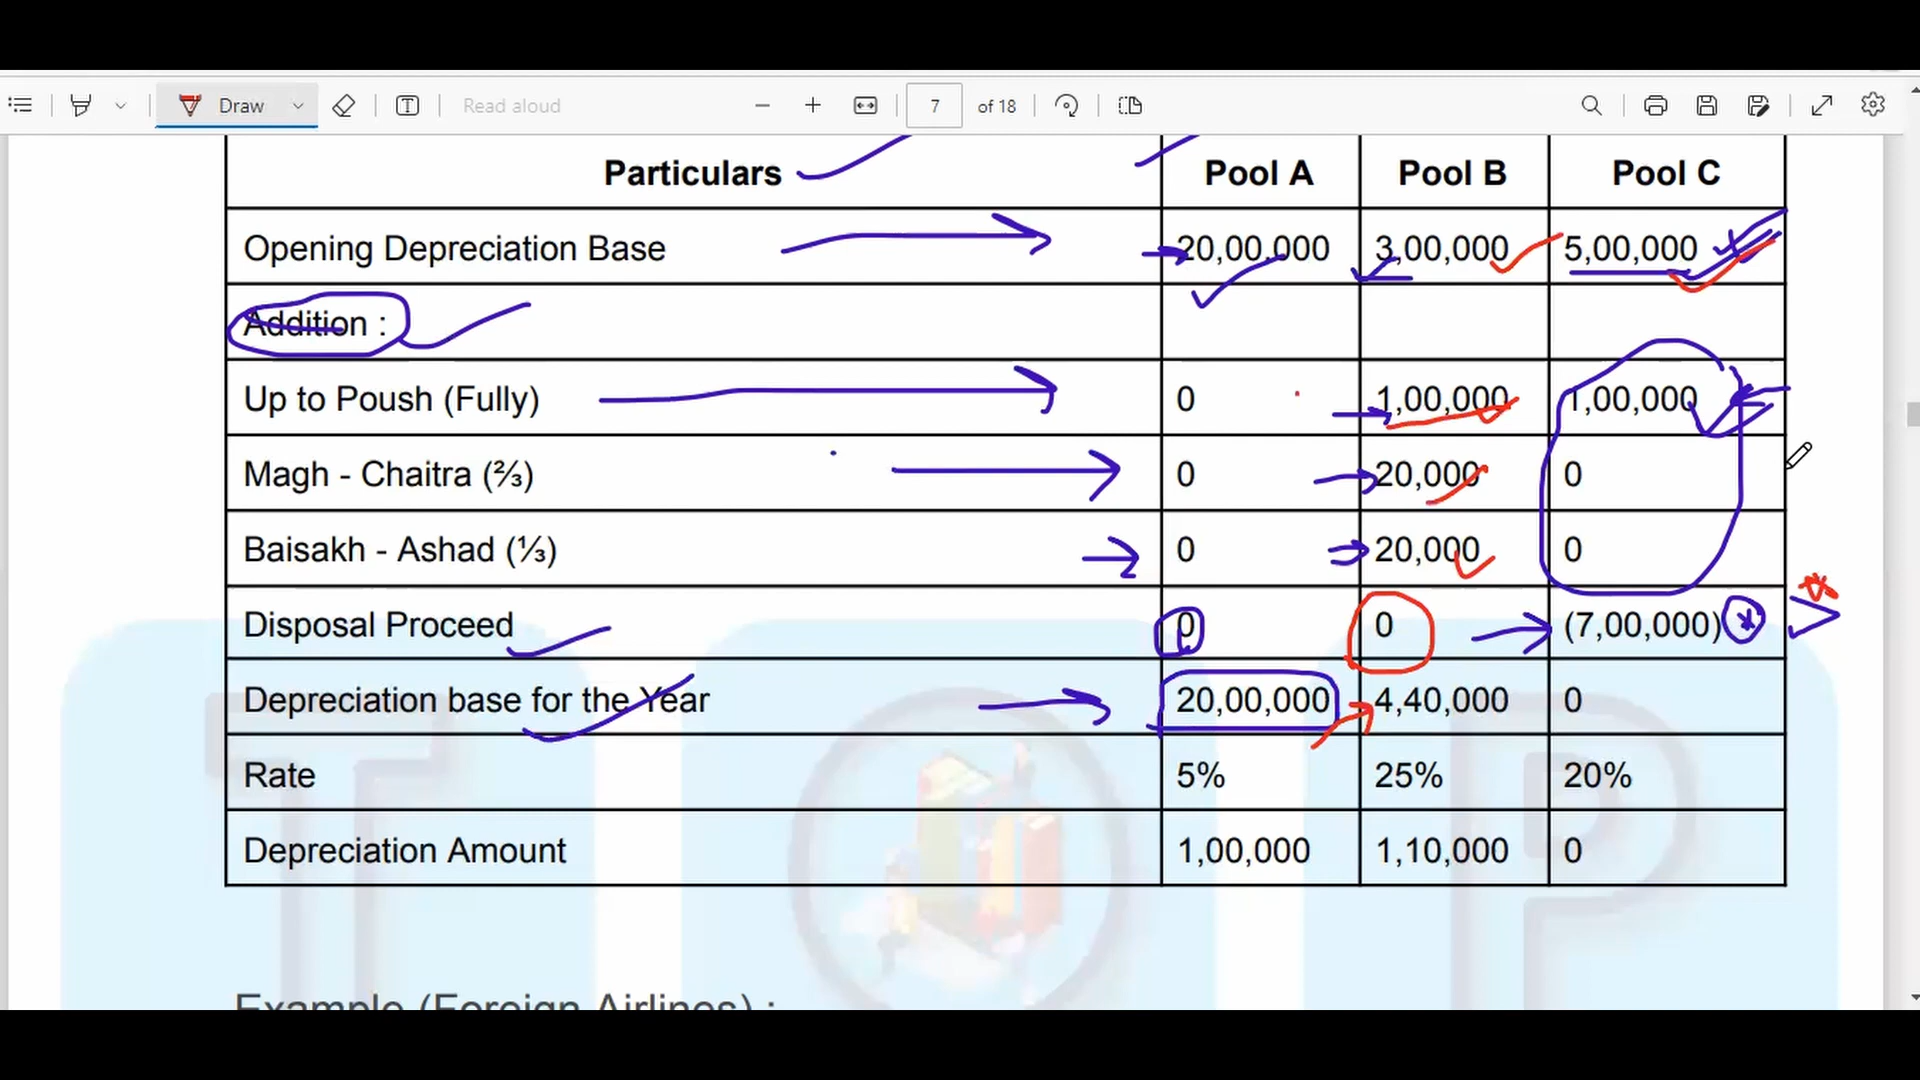 Draw Read aloud 7 of 18
Particulars Pool A Pool B Pool C
Opening Depreciation Base 20,00,000 3,00,000 5,00,000
Addition :
Up to Poush (Fully) 0 1,00,000 1,00,000
Magh - Chaitra (⅔) 0 20,000 0
Baisakh - Ashad (⅓) 0 20,000 0
Disposal Proceed 0 0 (7,00,000)
Depreciation base for the Year 20,00,000 4,40,000 0
Rate 5% 25% 20%
Depreciation Amount 1,00,000 1,10,000 0
Example (Foreign Airlines) :
T O P